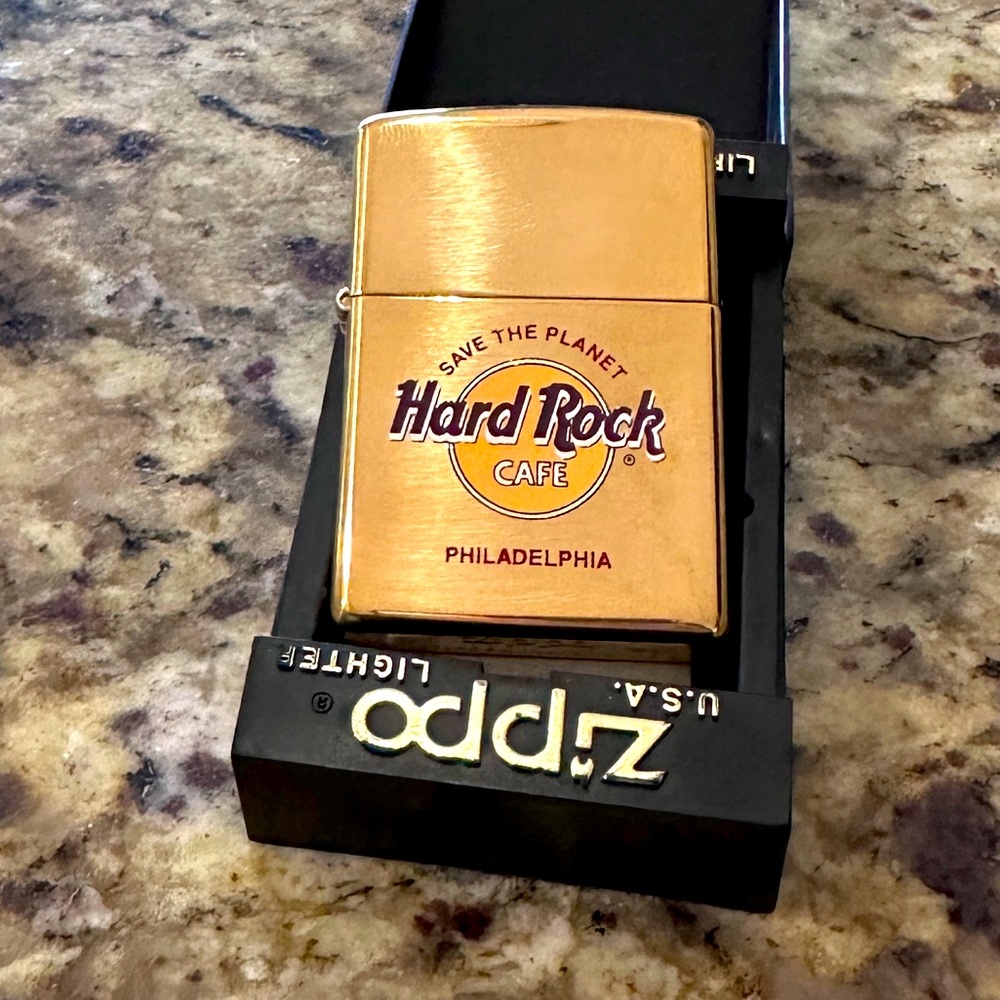 SAVE THE PLANET
Hard Rock
®
CAFE
PHILADELPHIA
LIGHTER
U.S.A.
Zippo
®